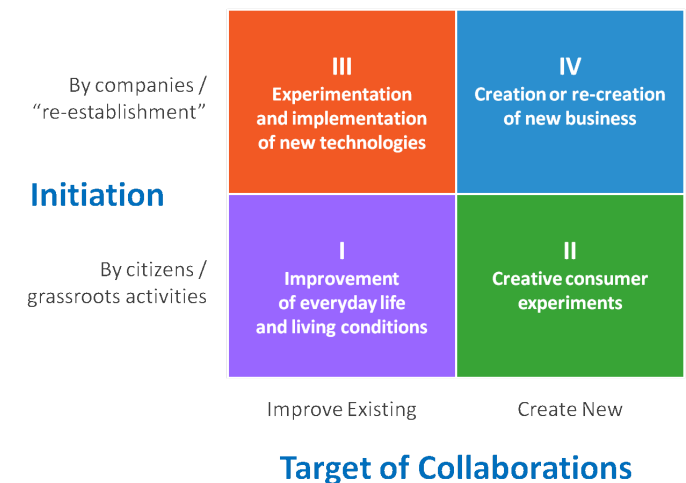 By companies /
“re-establishment”
III
Experimentation
and implementation
of new technologies
IV
Creation or re-creation
of new business
Initiation
By citizens /
grassroots activities
I
Improvement
of everyday life
and living conditions
II
Creative consumer
experiments
Improve Existing
Create New
Target of Collaborations